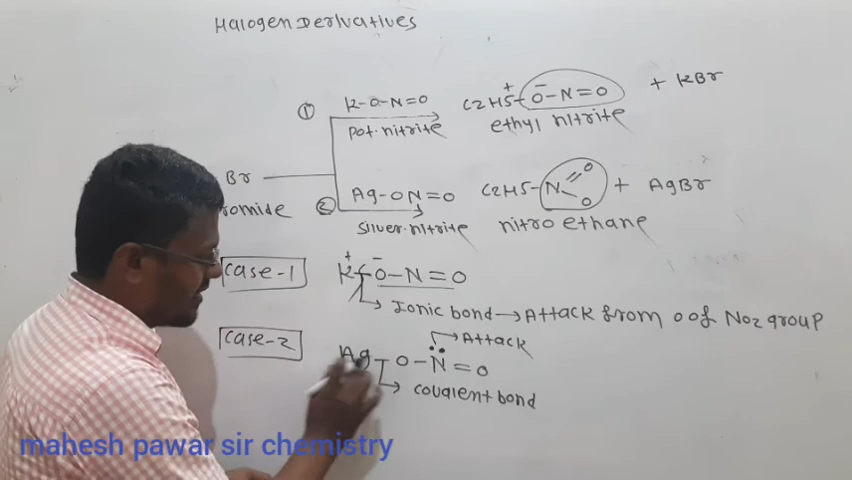 Halogen Derivatives
① K-O-N=O
C2H5-O-N=O + KBr
pot. nitrite
ethyl nitrite
Br
② Ag-ON=O
C2H5-N=O O + AgBr
romide
silver nitrite
nitro ethane
case-1
K+ O-–N=O
Ionic bond → Attack from O of NO2 group
case-2
Attack
Ag-O-N=O
covalent bond
mahesh pawar sir chemistry